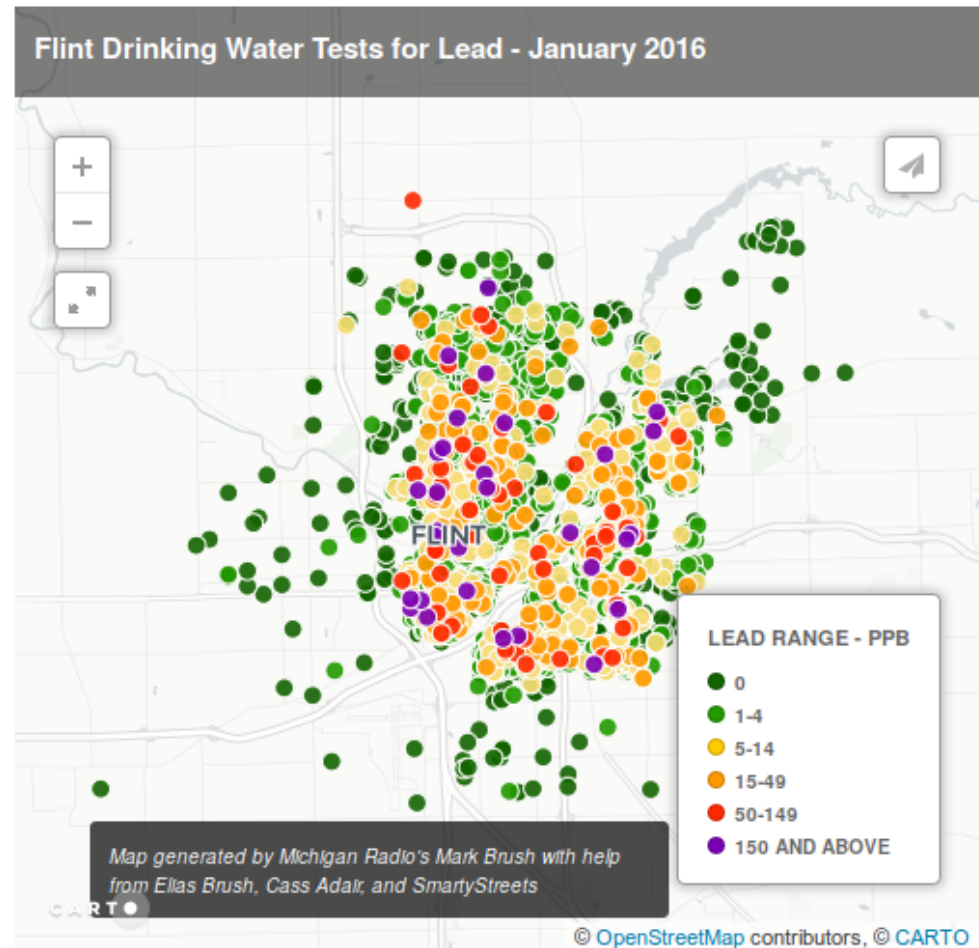 Flint Drinking Water Tests for Lead - January 2016
+
−
FLINT
LEAD RANGE - PPB
0
1-4
5-14
15-49
50-149
150 AND ABOVE
Map generated by Michigan Radio's Mark Brush with help
from Elias Brush, Cass Adair, and SmartyStreets
CARTO
© OpenStreetMap contributors, © CARTO